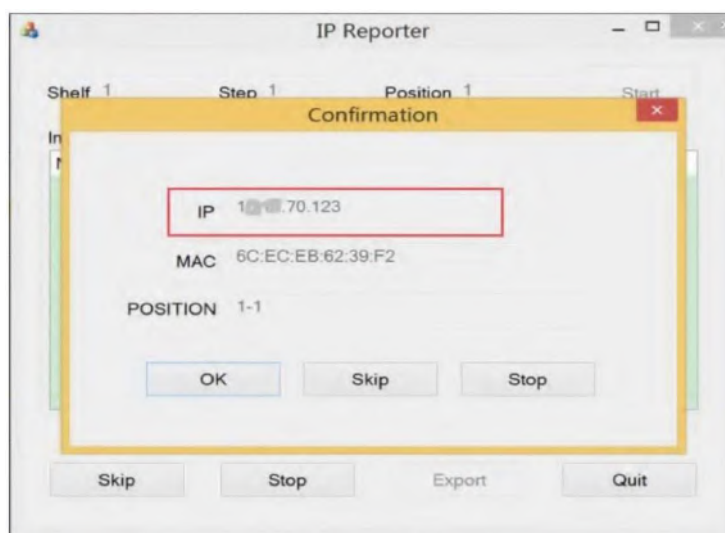 IP Reporter
Shelf 1 Step 1 Position 1 Start
Confirmation
In
IP .70.123
MAC 6C:EC:EB:62:39:F2
POSITION 1-1
OK Skip Stop
Skip Stop Export Quit